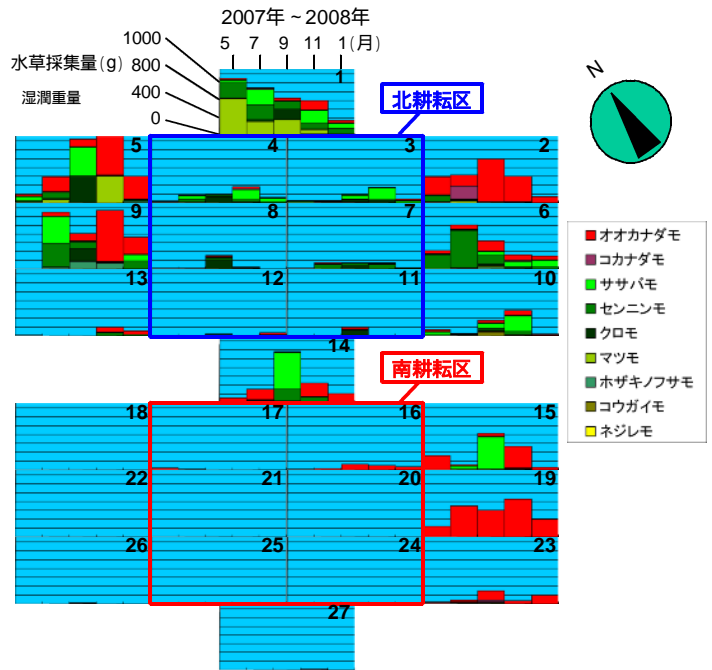 2007年 ~ 2008年
5 7 9 11 1 (月)
水草採集量(g)
湿潤重量
1000
800
400
0
1
北耕耘区
N
5 4 3 2
9 8 7 6
13 12 11 10
14
南耕耘区
18 17 16 15
22 21 20 19
26 25 24 23
27
オオカナダモ
コカナダモ
ササバモ
センニンモ
クロモ
マツモ
ホザキノフサモ
コウガイモ
ネジレモ